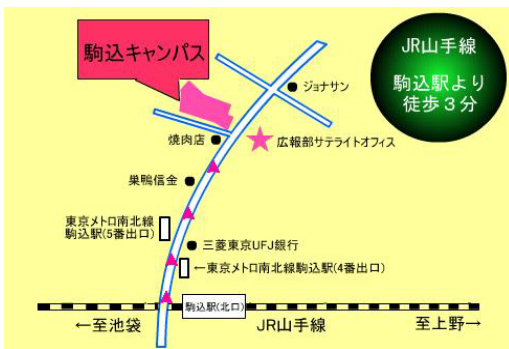 駒込キャンパス
JR山手線
駒込駅より
徒歩３分
ジョナサン
焼肉店
広報部サテライトオフィス
巣鴨信金
東京メトロ南北線
駒込駅(5番出口)
三菱東京UFJ銀行
←東京メトロ南北線駒込駅(4番出口)
駒込駅(北口)
←至池袋
JR山手線
至上野→